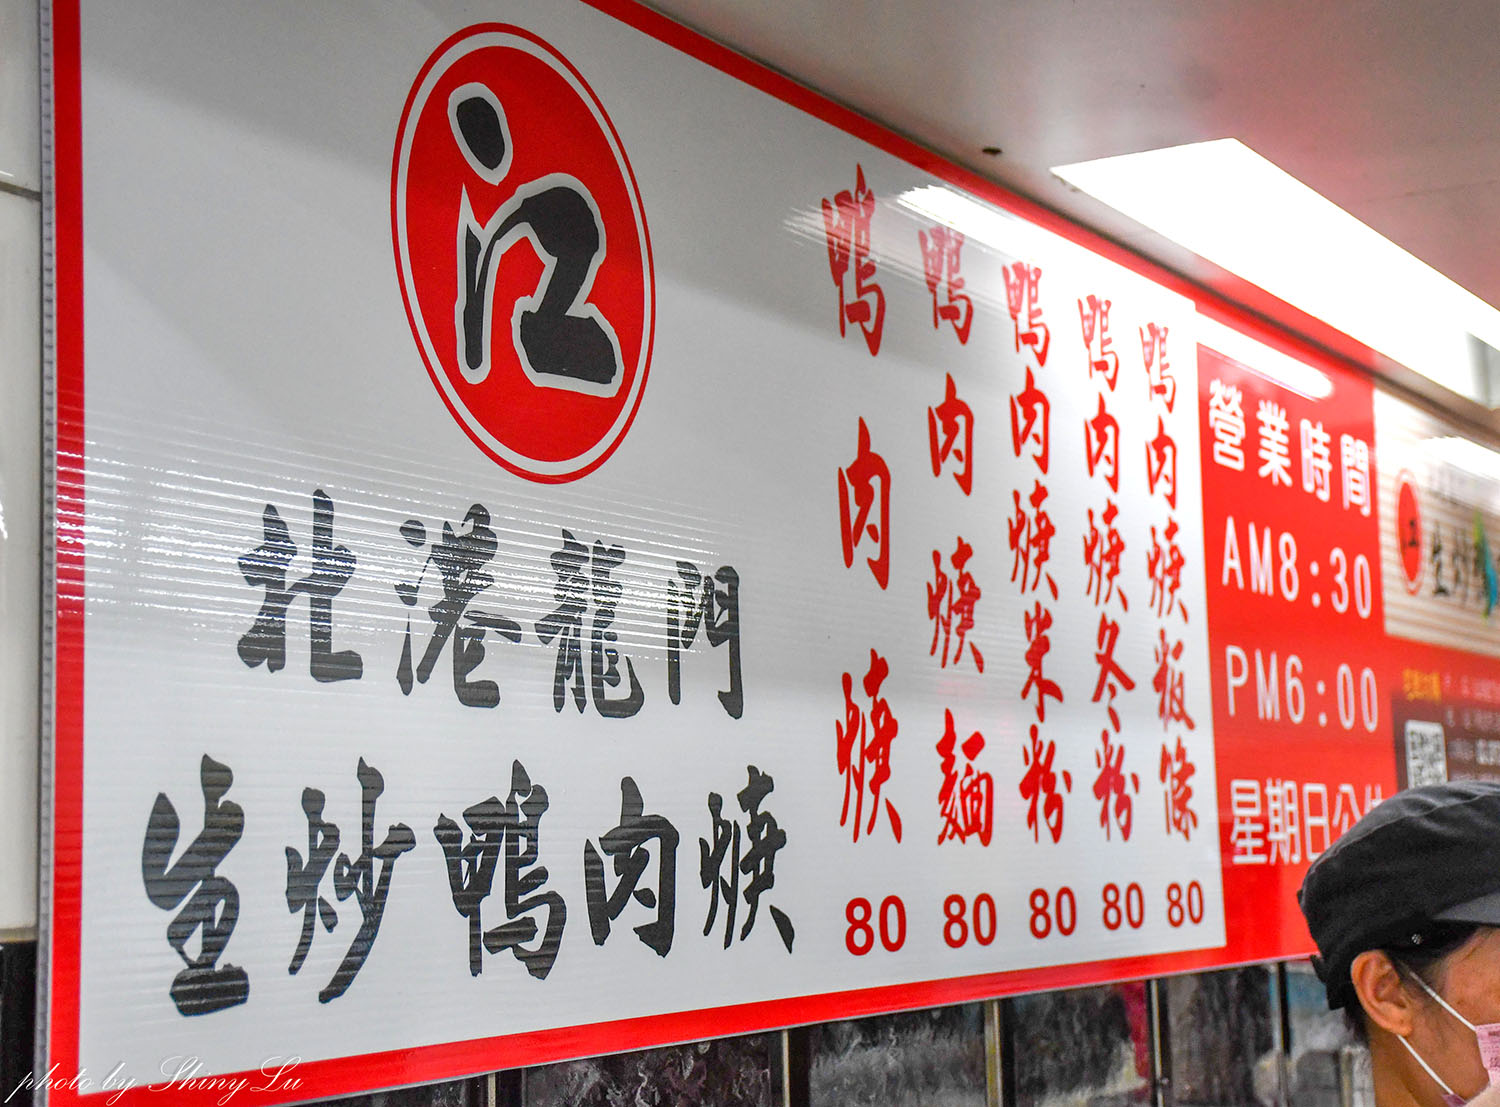 江
北港龍門
生炒鴨肉焿
鴨肉焿 80
鴨肉焿麵 80
鴨肉焿米粉 80
鴨肉焿冬粉 80
鴨肉焿粄條 80
營業時間
AM8:30
PM6:00
星期日公休
生炒
photo by Shiny Lu